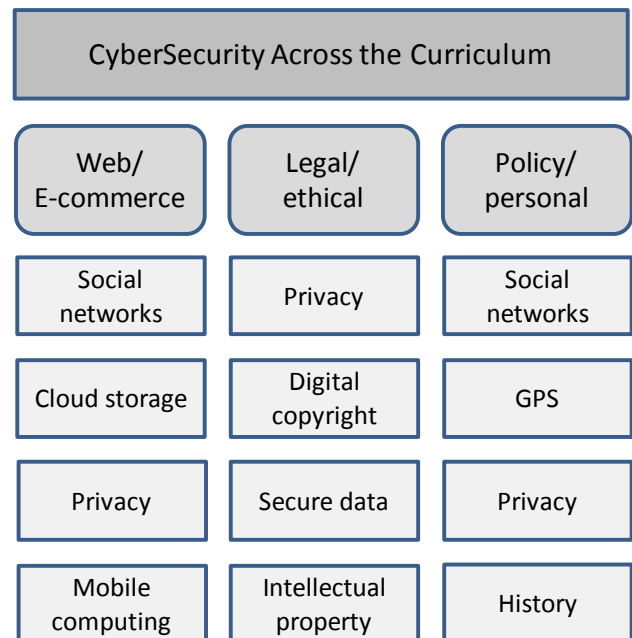 CyberSecurity Across the Curriculum
Web/
E-commerce
Legal/
ethical
Policy/
personal
Social
networks
Privacy
Social
networks
Cloud storage
Digital
copyright
GPS
Privacy
Secure data
Privacy
Mobile
computing
Intellectual
property
History